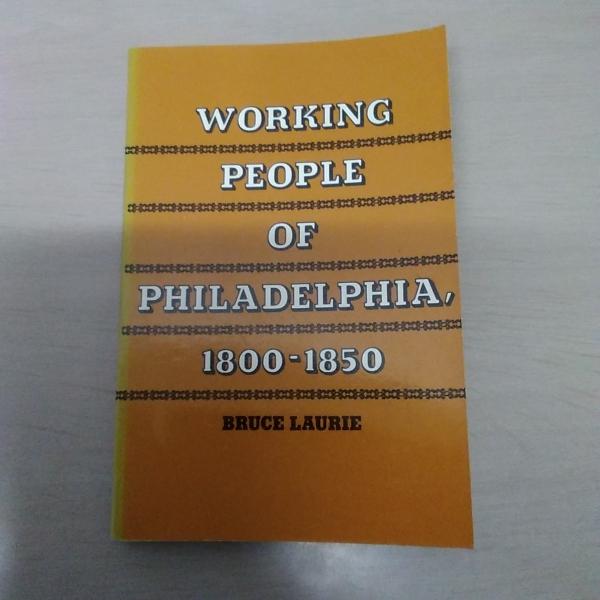 WORKING
PEOPLE
OF
PHILADELPHIA,
1800-1850
BRUCE LAURIE